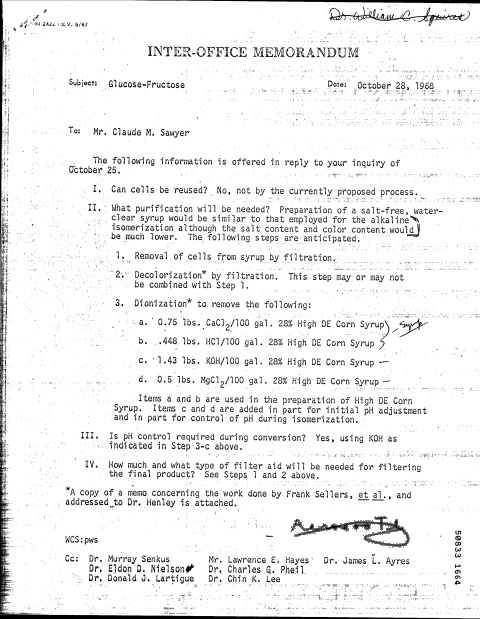 Dr. William C. Squires
2422 REV. 8/67
INTER-OFFICE MEMORANDUM
Subject: Glucose-Fructose Date: October 28, 1968
To: Mr. Claude M. Sawyer
The following information is offered in reply to your inquiry of
October 25.
I. Can cells be reused? No, not by the currently proposed process.
II. What purification will be needed? Preparation of a salt-free, water-
clear syrup would be similar to that employed for the alkaline
isomerization although the salt content and color content would
be much lower. The following steps are anticipated.
1. Removal of cells from syrup by filtration.
2. Decolorization* by filtration. This step may or may not
be combined with Step 1.
3. Dionization* to remove the following:
a. 0.75 lbs. CaCl2/100 gal. 28% High DE Corn Syrup
b. .448 lbs. HCl/100 gal. 28% High DE Corn Syrup
c. 1.43 lbs. KOH/100 gal. 28% High DE Corn Syrup
d. 0.5 lbs. MgCl2/100 gal. 28% High DE Corn Syrup
Items a and b are used in the preparation of High DE Corn
Syrup. Items c and d are added in part for initial pH adjustment
and in part for control of pH during isomerization.
III. Is pH control required during conversion? Yes, using KOH as
indicated in Step 3-c above.
IV. How much and what type of filter aid will be needed for filtering
the final product? See Steps 1 and 2 above.
*A copy of a memo concerning the work done by Frank Sellers, et al., and
addressed to Dr. Henley is attached.
WCS:pws
Cc: Dr. Murray Senkus Mr. Lawrence E. Hayes Dr. James L. Ayres
Dr. Eldon D. Nielson Dr. Charles G. Pheil
Dr. Donald J. Lartigue Dr. Chin K. Lee
50833 1664